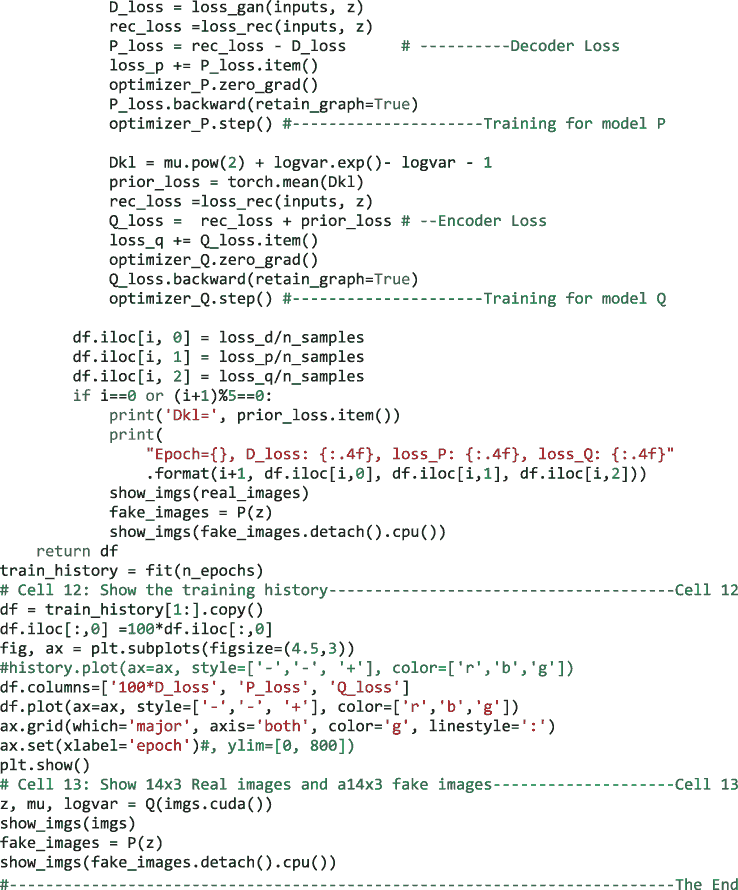 D_loss = loss_gan(inputs, z)
            rec_loss =loss_rec(inputs, z)
            P_loss = rec_loss - D_loss      # ----------Decoder Loss
            loss_p += P_loss.item()
            optimizer_P.zero_grad()
            P_loss.backward(retain_graph=True)
            optimizer_P.step() #---------------------Training for model P

            Dkl = mu.pow(2) + logvar.exp()- logvar - 1
            prior_loss = torch.mean(Dkl)
            rec_loss =loss_rec(inputs, z)
            Q_loss =  rec_loss + prior_loss # --Encoder Loss
            loss_q += Q_loss.item()
            optimizer_Q.zero_grad()
            Q_loss.backward(retain_graph=True)
            optimizer_Q.step() #---------------------Training for model Q

        df.iloc[i, 0] = loss_d/n_samples
        df.iloc[i, 1] = loss_p/n_samples
        df.iloc[i, 2] = loss_q/n_samples
        if i==0 or (i+1)%5==0:
            print('Dkl=', prior_loss.item())
            print(
                "Epoch={}, D_loss: {:.4f}, loss_P: {:.4f}, loss_Q: {:.4f}"
                .format(i+1, df.iloc[i,0], df.iloc[i,1], df.iloc[i,2]))
            show_imgs(real_images)
            fake_images = P(z)
            show_imgs(fake_images.detach().cpu())
    return df
train_history = fit(n_epochs)
# Cell 12: Show the training history--------------------------------------Cell 12
df = train_history[1:].copy()
df.iloc[:,0] =100*df.iloc[:,0]
fig, ax = plt.subplots(figsize=(4.5,3))
#history.plot(ax=ax, style=['-','-', '+'], color=['r','b','g'])
df.columns=['100*D_loss', 'P_loss', 'Q_loss']
df.plot(ax=ax, style=['-','-', '+'], color=['r','b','g'])
ax.grid(which='major', axis='both', color='g', linestyle=':')
ax.set(xlabel='epoch')#, ylim=[0, 800])
plt.show()
# Cell 13: Show 14x3 Real images and a14x3 fake images--------------------Cell 13
z, mu, logvar = Q(imgs.cuda())
show_imgs(imgs)
fake_images = P(z)
show_imgs(fake_images.detach().cpu())
#-------------------------------------------------------------------------The End